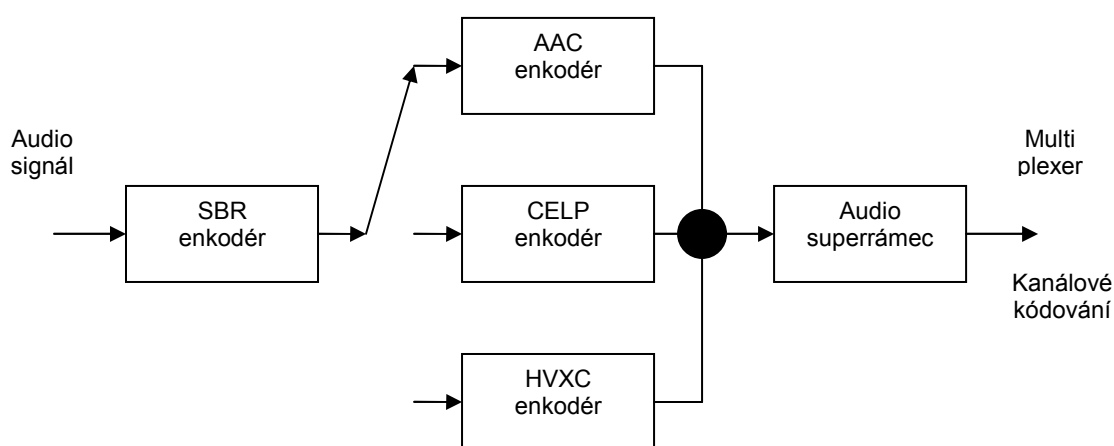 AAC
enkodér
Audio
signál
Multi
plexer
SBR
enkodér
CELP
enkodér
Audio
superrámec
Kanálové
kódování
HVXC
enkodér